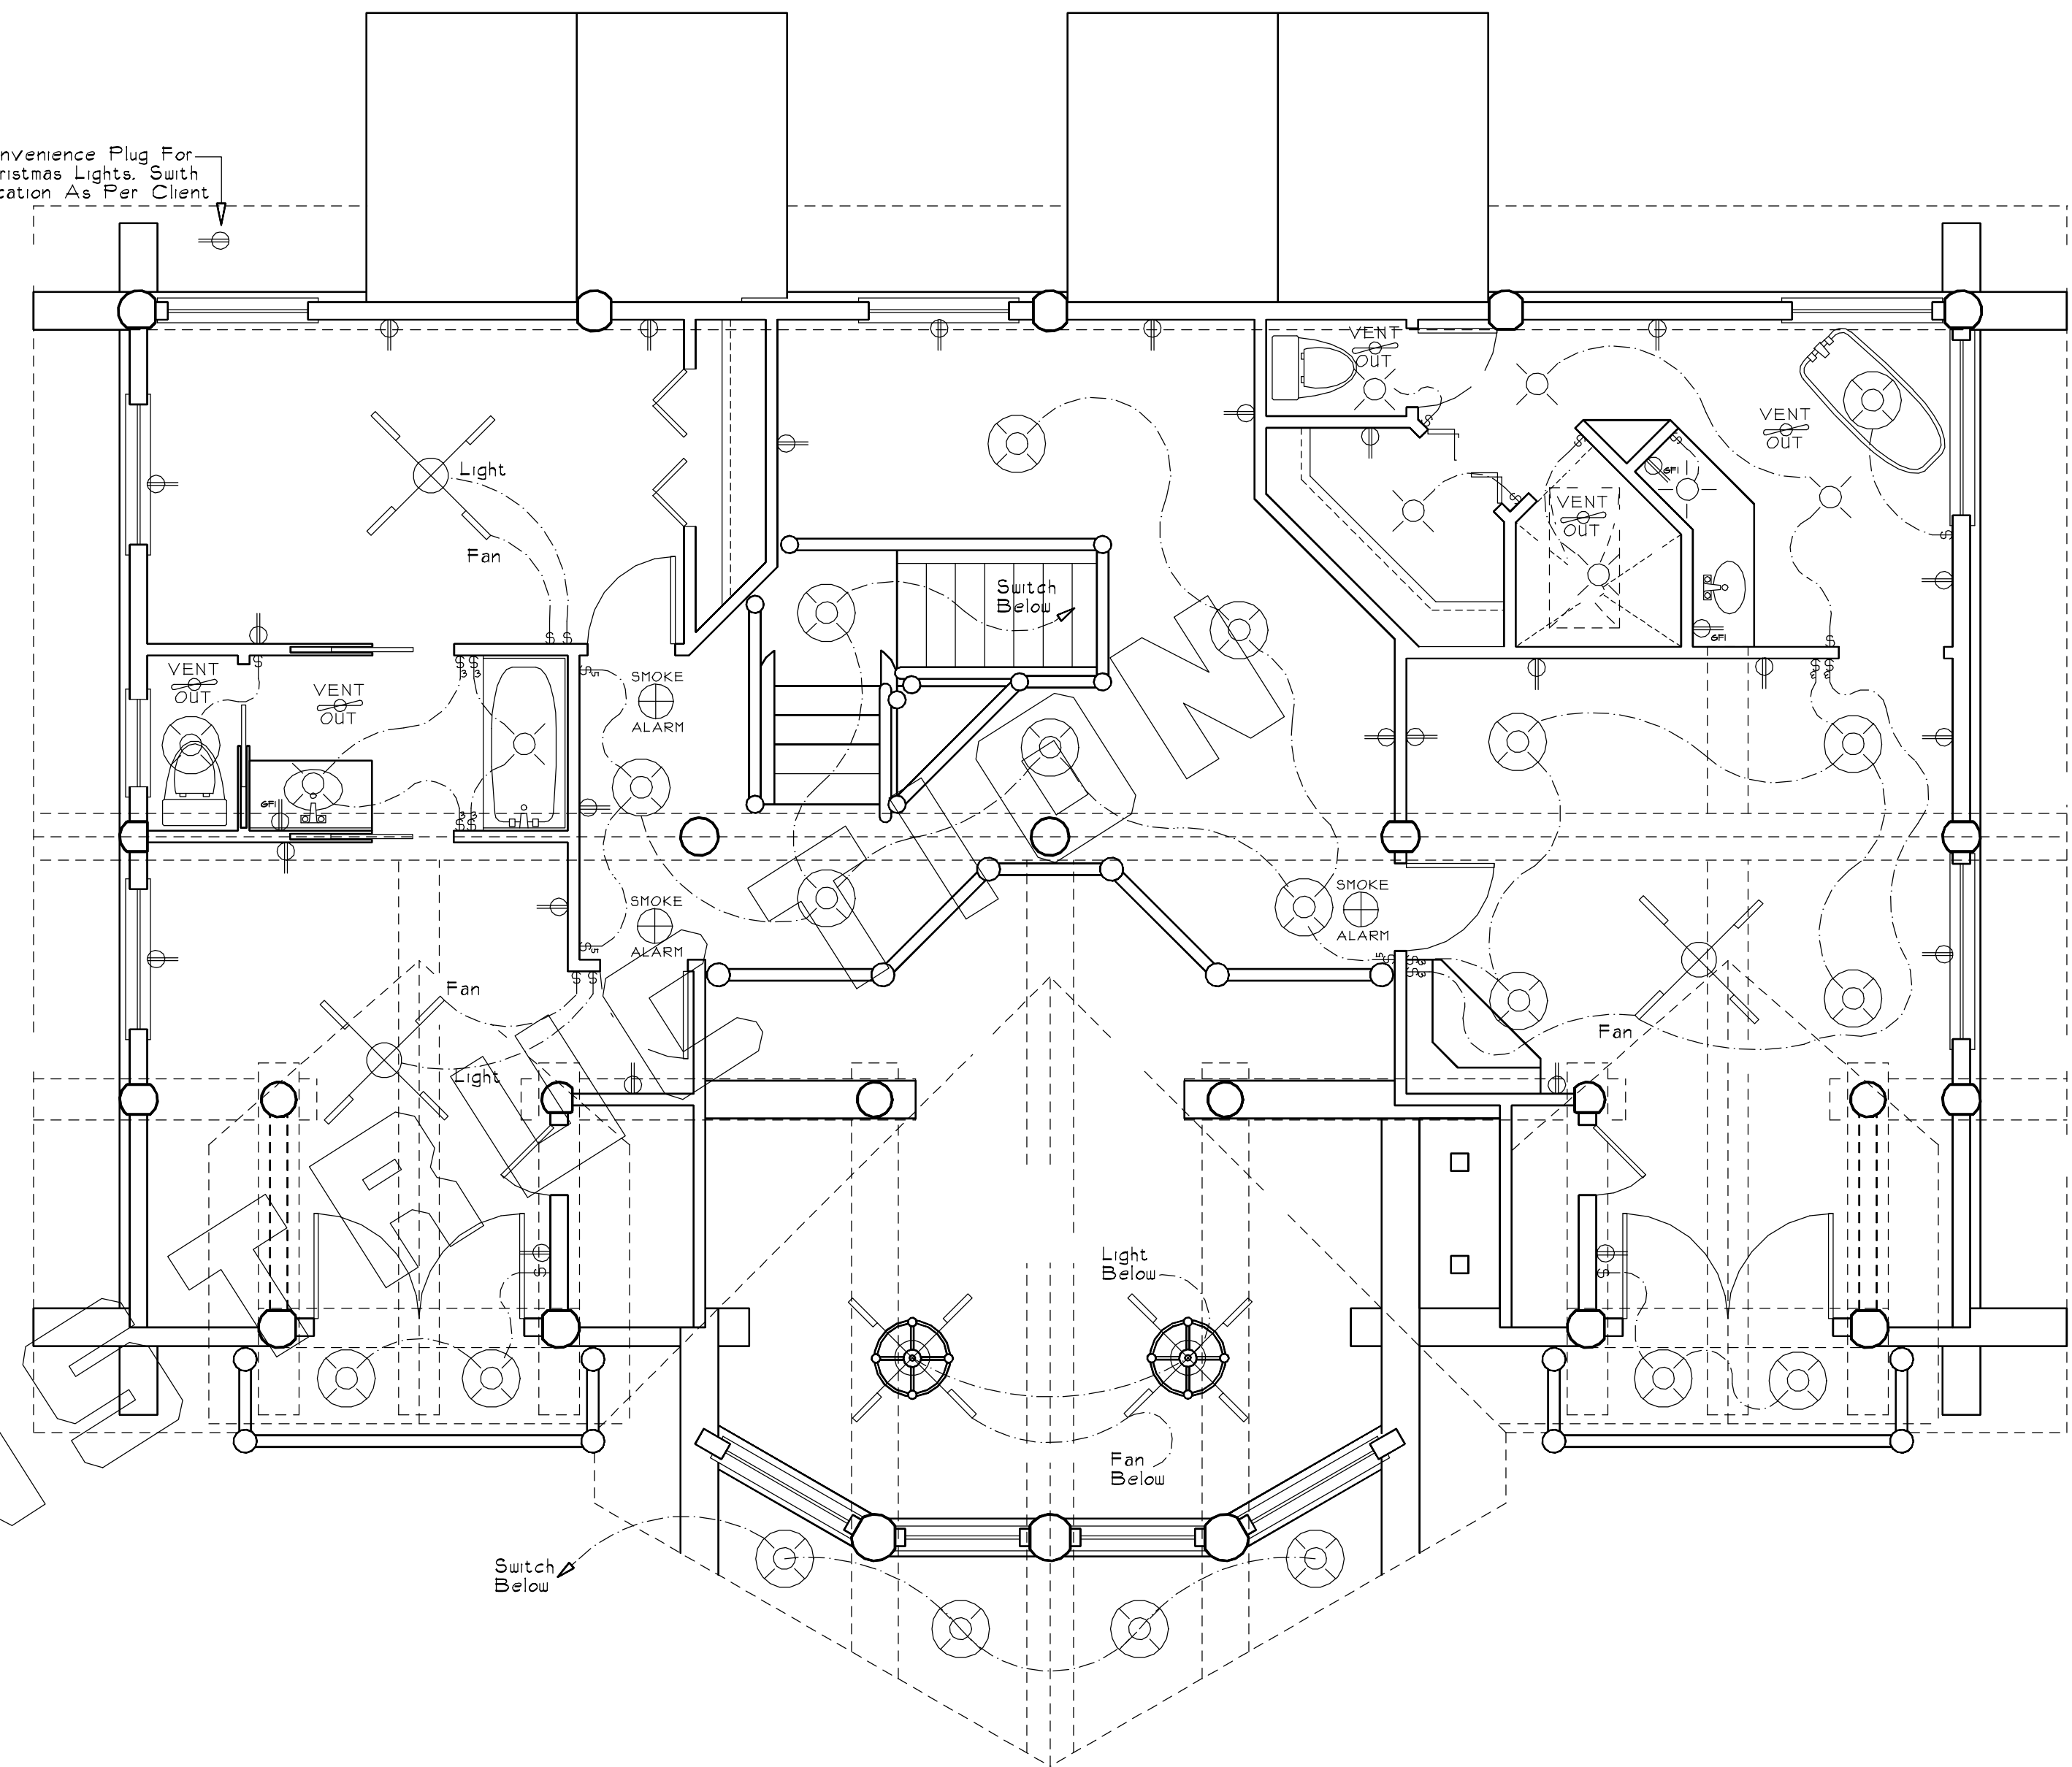 nvenience Plug For
ristmas Lights. Swith
cation As Per Client
VENT
OUT
VENT
OUT
Light
GFI
VENT
OUT
Fan
Switch
Below
GFI
VENT
OUT
VENT
OUT
SMOKE
ALARM
GFI
SMOKE
ALARM
SMOKE
ALARM
Fan
Fan
Light
Light
Below
Fan
Below
Switch
Below